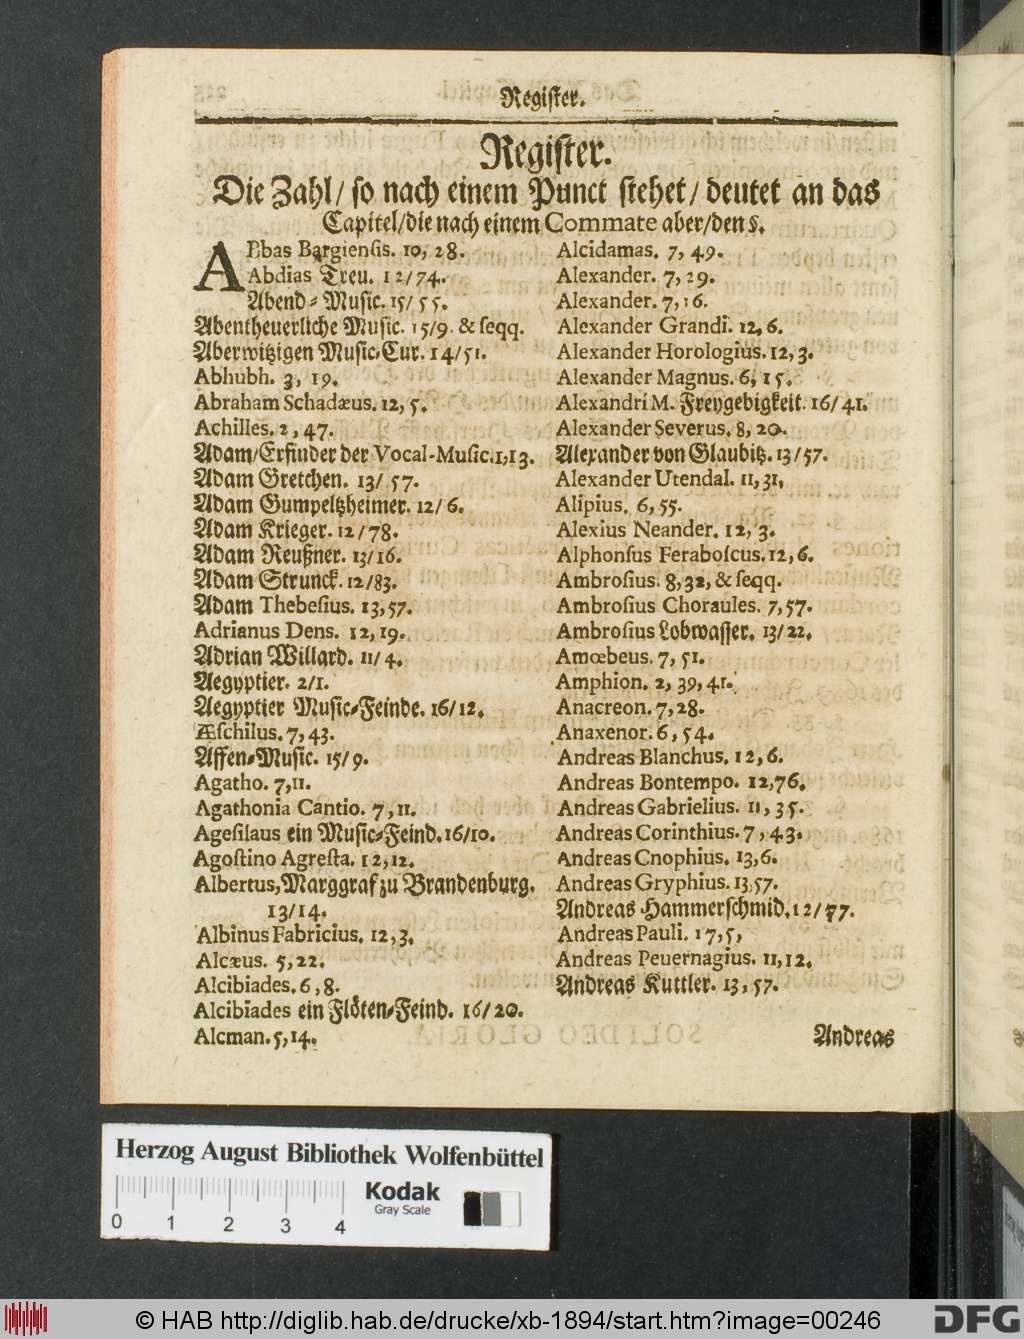 Regiſter.
Regiſter.
Die Zahl/ ſo nach einem Punct ſtehet/ deutet an das
Capitel/die nach einem Commate aber/den §.
ABbas Bargienſis. 10, 28.
Abdias Treu. 12/74.
Abend-Muſic. 15/55.
Abentheuerliche Muſic. 15/9. & ſeqq.
Aberwitzigen Muſic-Cur. 14/51.
Abhubh. 3, 19.
Abraham Schadæus. 12, 5.
Achilles. 2, 47.
Adam/Erfinder der Vocal-Muſic. 1, 13.
Adam Gretchen. 13/ 57.
Adam Gumpeltzheimer. 12/ 6.
Adam Krieger. 12/78.
Adam Reußner. 13/16.
Adam Strunck. 12/83.
Adam Thebeſius. 13,57.
Adrianus Dens. 12,19.
Adrian Willard. 11/4.
Aegyptier. 2/1.
Aegyptier Muſic-Feinde. 16/12.
Æſchilus. 7, 43.
Affen-Muſic. 15/9.
Agatho. 7,11.
Agathonia Cantio. 7, 11.
Ageſilaus ein Muſic-Feind. 16/10.
Agoſtino Agreſta. 12,12.
Albertus, Marggraf zu Brandenburg.
13/14.
Albinus Fabricius. 12,3.
Alcæus. 5,22.
Alcibiades. 6, 8.
Alcibiades ein Flöten-Feind. 16/20.
Alcman. 5,14.
Alcidamas. 7, 49.
Alexander. 7, 29.
Alexander. 7, 16.
Alexander Grandi. 12, 6.
Alexander Horologius. 12, 3.
Alexander Magnus. 6, 15.
Alexandri M. Freygebigkeit. 16/41.
Alexander Severus. 8, 20.
Alexander von Glaubitz. 13/57.
Alexander Utendal. 11, 31.
Alipius. 6, 55.
Alexius Neander. 12, 3.
Alphonſus Feraboſcus. 12, 6.
Ambroſius. 8, 32, & ſeqq.
Ambroſius Choraules. 7,57.
Ambroſius Lobwaſſer. 13/22.
Amœbeus. 7, 51.
Amphion. 2, 39, 41.
Anacreon. 7, 28.
Anaxenor. 6, 54.
Andreas Blanchus. 12, 6.
Andreas Bontempo. 12,76.
Andreas Gabrielius. 11, 35.
Andreas Corinthius. 7, 43.
Andreas Cnophius. 13,6.
Andreas Gryphius. 13,57.
Andreas Hammerſchmid. 12/77.
Andreas Pauli. 17, 5,
Andreas Peuernagius. 11,12.
Andreas Kuttler. 13, 57.
Andreas
Herzog August Bibliothek Wolfenbüttel
0 1 2 3 4
Kodak
Gray Scale
© HAB http://diglib.hab.de/drucke/xb-1894/start.htm?image=00246
DFG